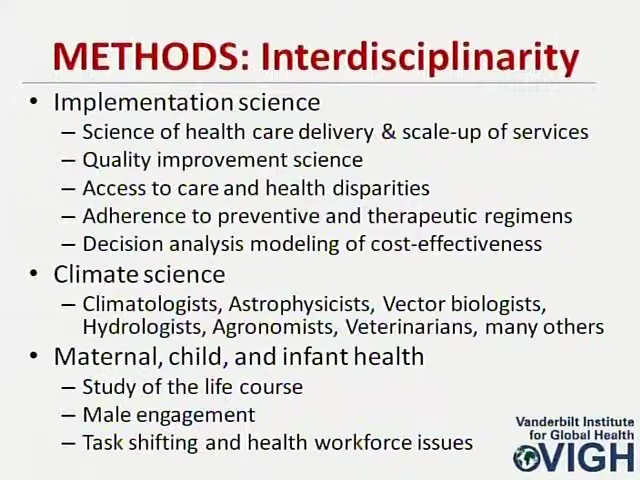 METHODS: Interdisciplinarity
• Implementation science
– Science of health care delivery & scale-up of services
– Quality improvement science
– Access to care and health disparities
– Adherence to preventive and therapeutic regimens
– Decision analysis modeling of cost-effectiveness
• Climate science
– Climatologists, Astrophysicists, Vector biologists,
Hydrologists, Agronomists, Veterinarians, many others
• Maternal, child, and infant health
– Study of the life course
– Male engagement
– Task shifting and health workforce issues
Vanderbilt Institute
for Global Health
VIGH